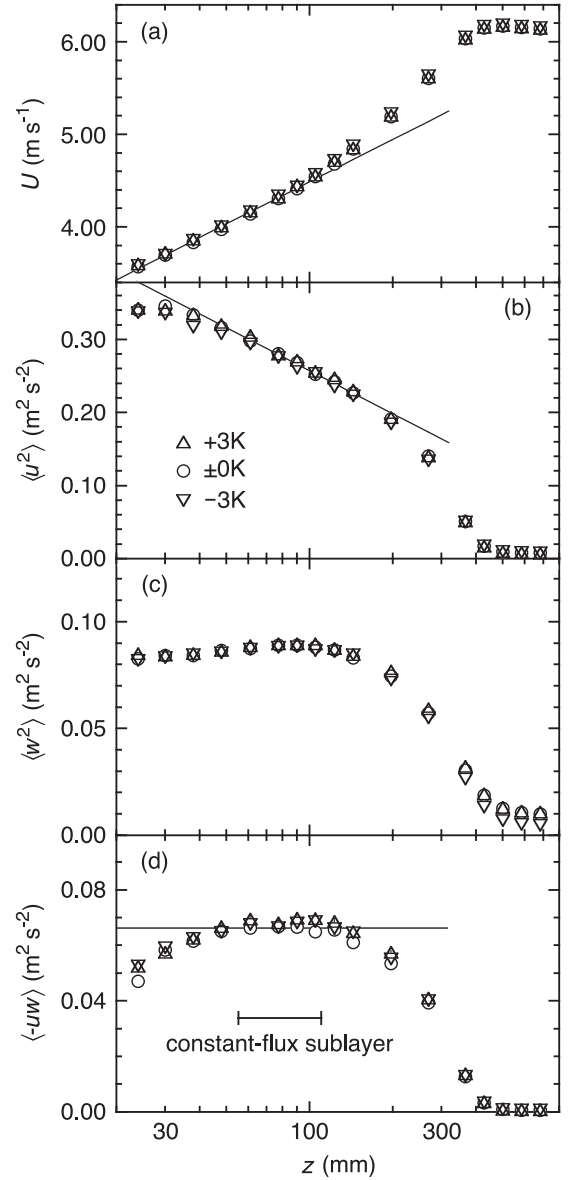 (a)
6.00
5.00
4.00
U (m s⁻¹)
(b)
0.30
0.20
0.10
0.00
⟨u²⟩ (m² s⁻²)
+3K
±0K
−3K
(c)
0.10
0.05
0.00
⟨w²⟩ (m² s⁻²)
(d)
0.08
0.04
0.00
⟨-uw⟩ (m² s⁻²)
constant-flux sublayer
30 100 300
z (mm)